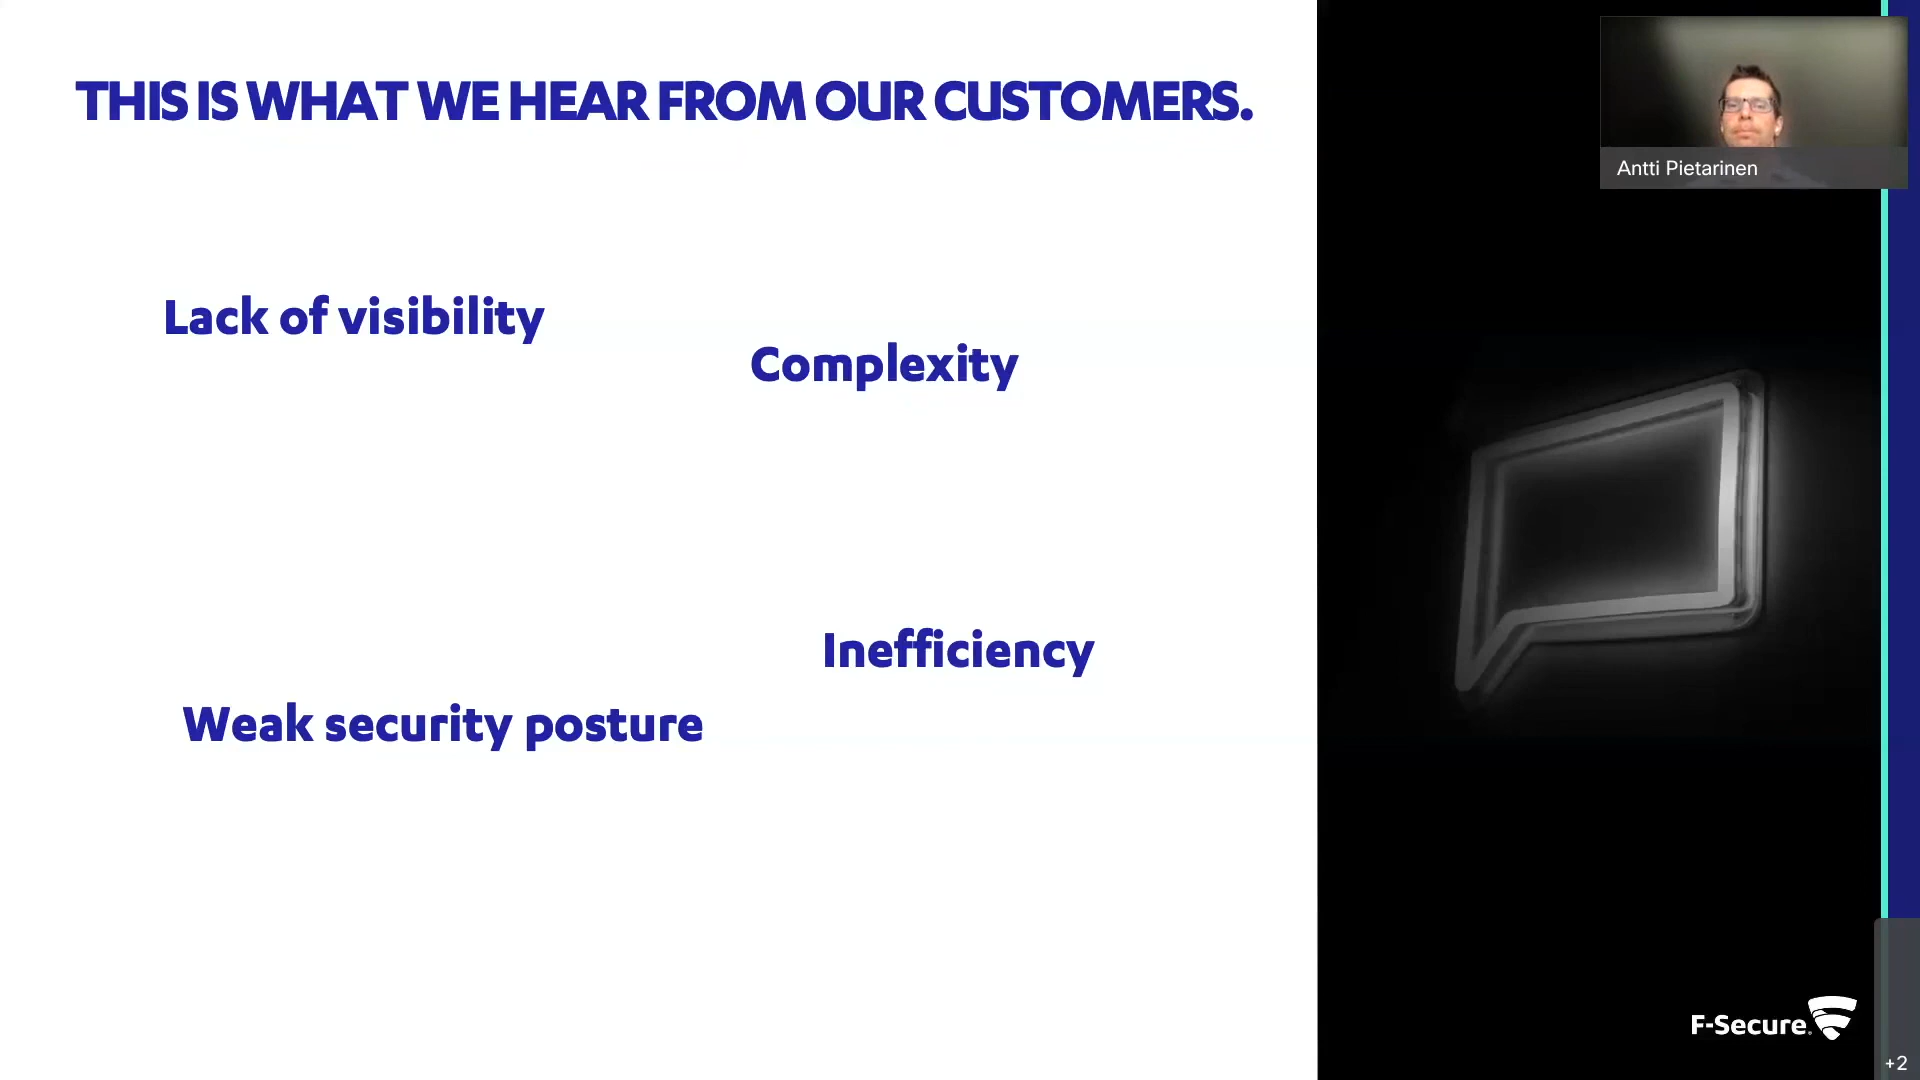 THIS IS WHAT WE HEAR FROM OUR CUSTOMERS.
Antti Pietarinen
Lack of visibility
Complexity
Inefficiency
Weak security posture
F-Secure
+2